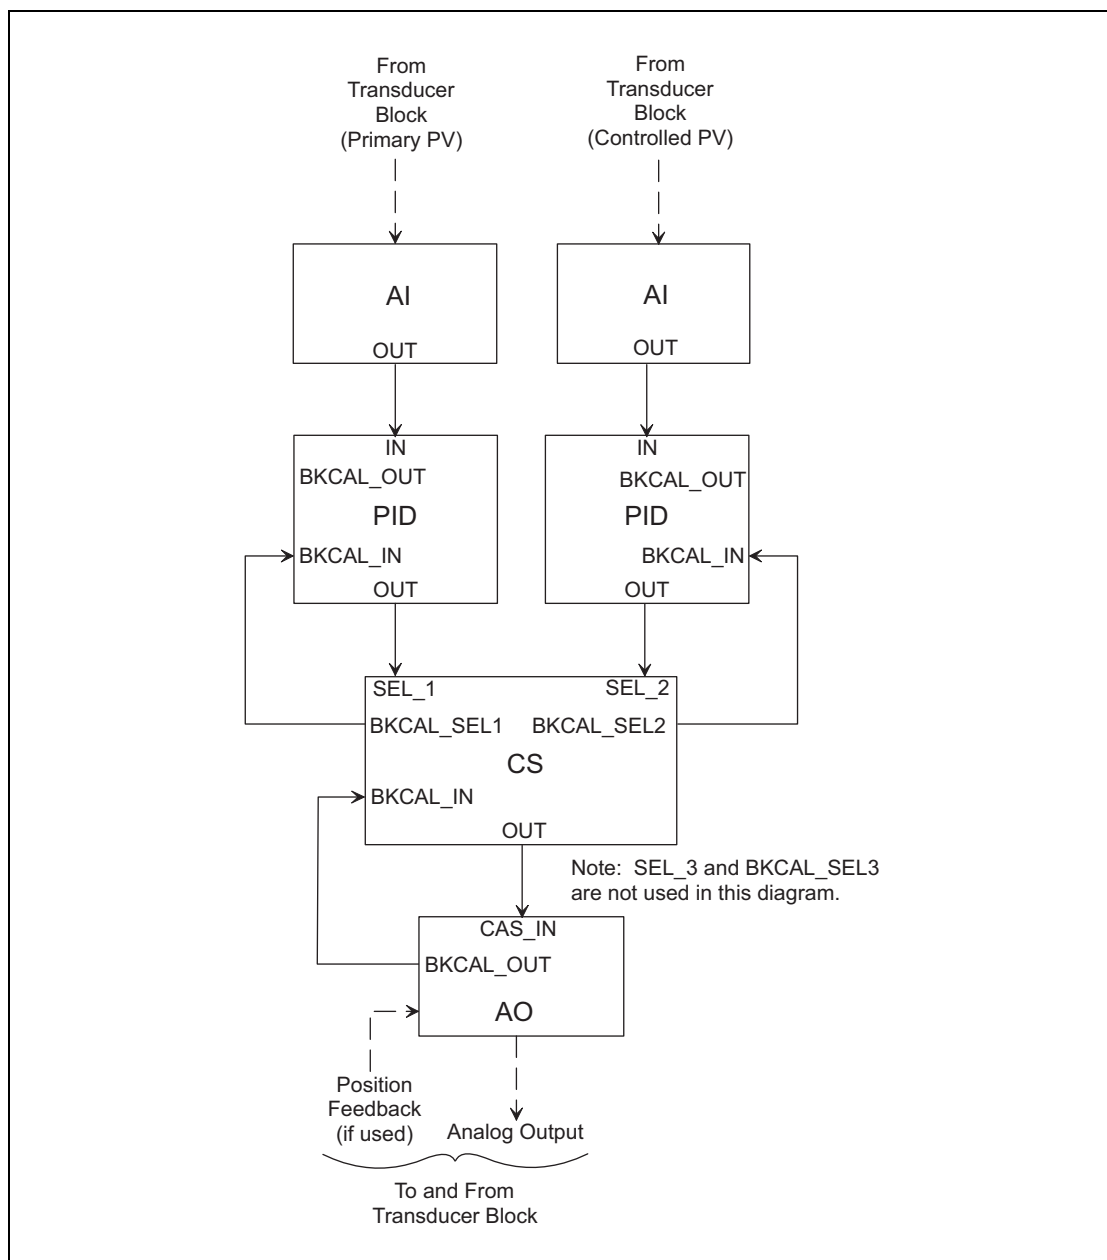 From
Transducer
Block
(Primary PV)
From
Transducer
Block
(Controlled PV)
AI
OUT
AI
OUT
IN
BKCAL_OUT
PID
BKCAL_IN
OUT
IN
BKCAL_OUT
PID
BKCAL_IN
OUT
SEL_1
SEL_2
BKCAL_SEL1
BKCAL_SEL2
CS
BKCAL_IN
OUT
Note: SEL_3 and BKCAL_SEL3
are not used in this diagram.
CAS_IN
BKCAL_OUT
AO
Position
Feedback
(if used)
Analog Output
To and From
Transducer Block